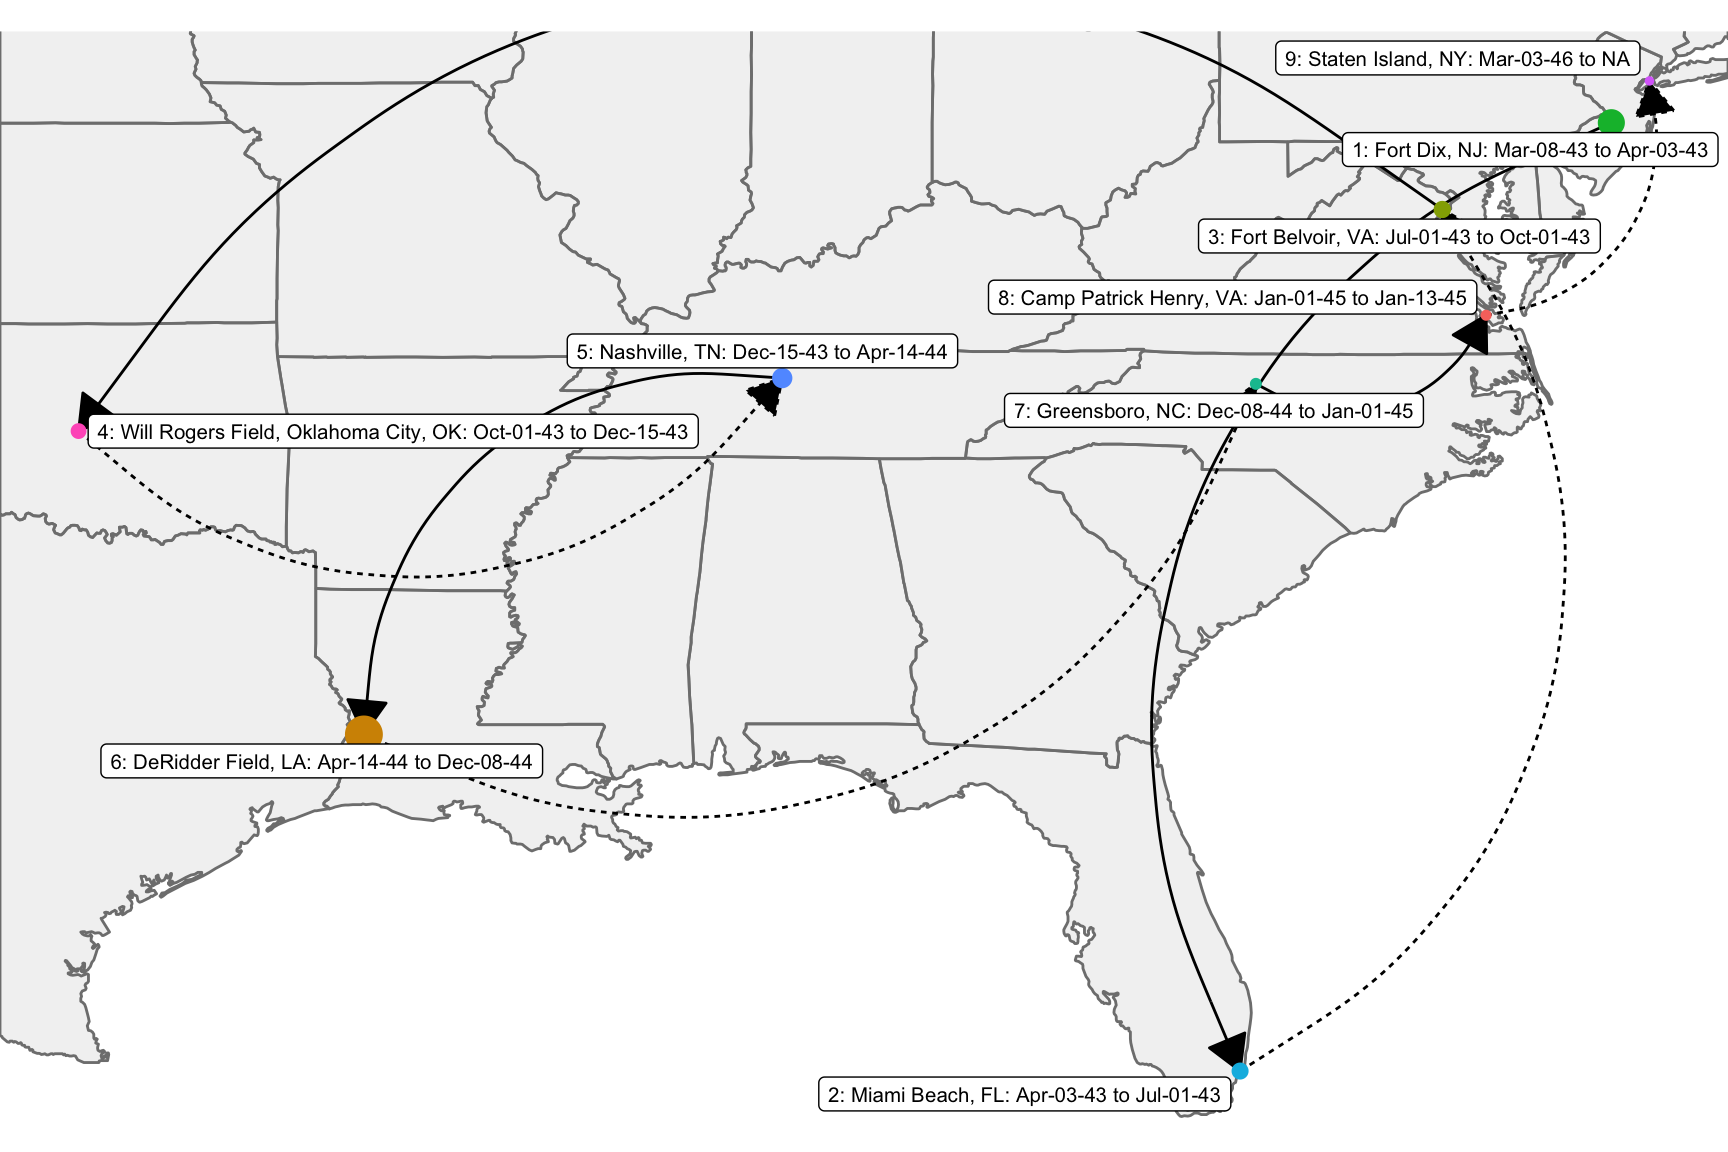 9: Staten Island, NY: Mar-03-46 to NA
1: Fort Dix, NJ: Mar-08-43 to Apr-03-43
3: Fort Belvoir, VA: Jul-01-43 to Oct-01-43
8: Camp Patrick Henry, VA: Jan-01-45 to Jan-13-45
5: Nashville, TN: Dec-15-43 to Apr-14-44
7: Greensboro, NC: Dec-08-44 to Jan-01-45
4: Will Rogers Field, Oklahoma City, OK: Oct-01-43 to Dec-15-43
6: DeRidder Field, LA: Apr-14-44 to Dec-08-44
2: Miami Beach, FL: Apr-03-43 to Jul-01-43